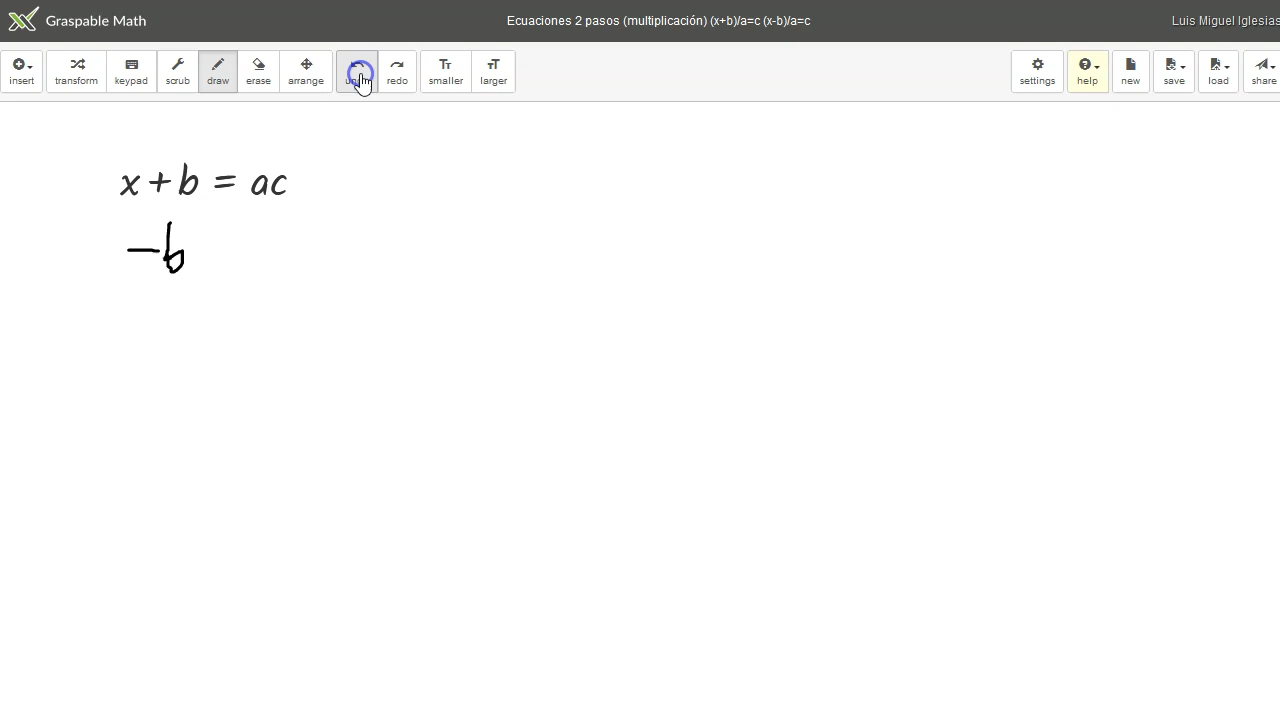 Graspable Math
Ecuaciones 2 pasos (multiplicación) (x+b)/a=c (x-b)/a=c
Luis Miguel Iglesias
insert
transform
keypad
scrub
draw
erase
arrange
redo
smaller
larger
settings
help
new
save
load
share
x + b = ac
−b